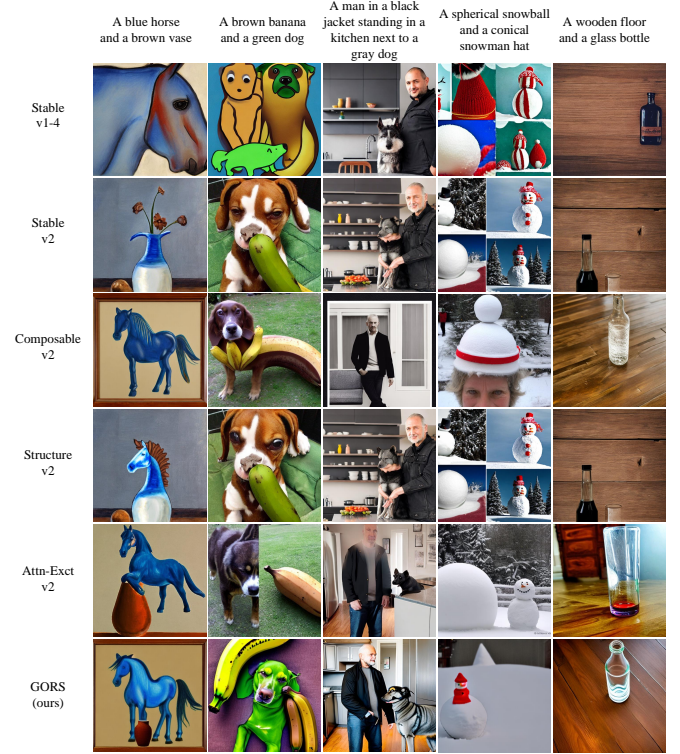 A blue horse
and a brown vase
A brown banana
and a green dog
A man in a black
jacket standing in a
kitchen next to a
gray dog
A spherical snowball
and a conical
snowman hat
A wooden floor
and a glass bottle
Stable
v1-4
Stable
v2
Composable
v2
Structure
v2
Attn-Exct
v2
GORS
(ours)